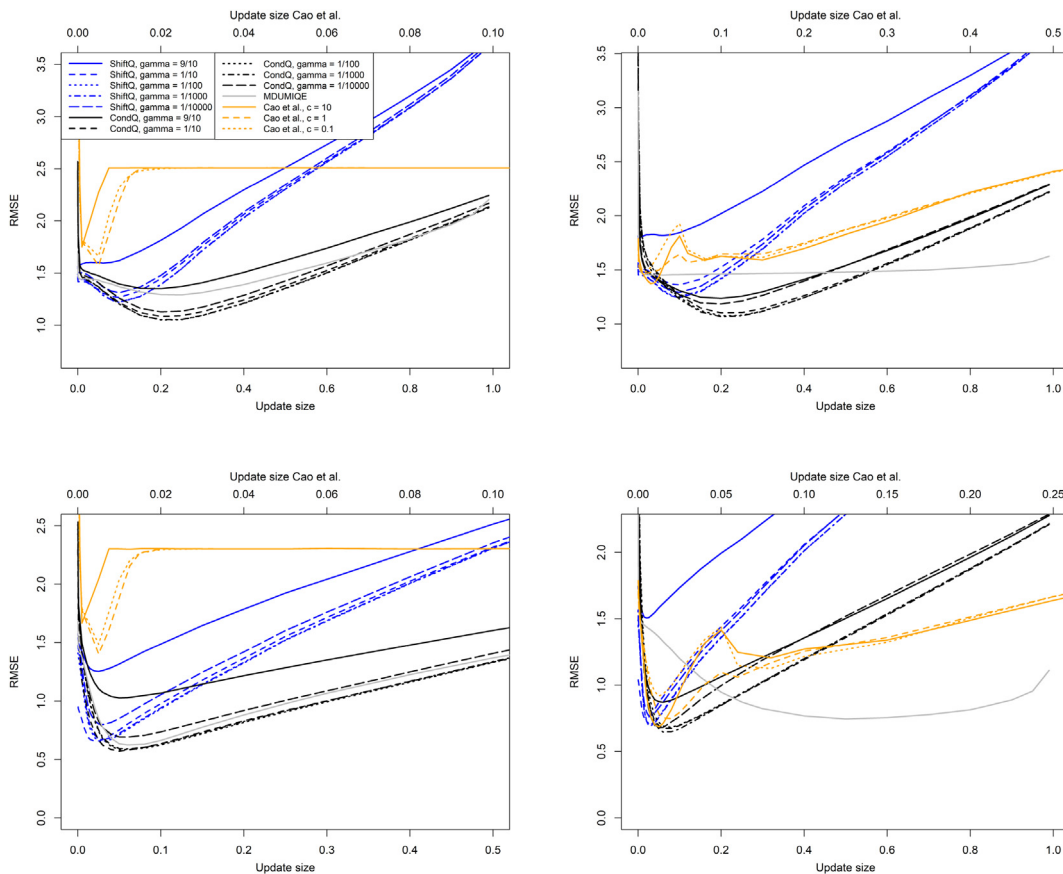 Update size Cao et al.
0.00 0.02 0.04 0.06 0.08 0.10
ShiftQ, gamma = 9/10
ShiftQ, gamma = 1/10
ShiftQ, gamma = 1/100
ShiftQ, gamma = 1/1000
ShiftQ, gamma = 1/10000
CondQ, gamma = 9/10
CondQ, gamma = 1/10
CondQ, gamma = 1/100
CondQ, gamma = 1/1000
CondQ, gamma = 1/10000
MDUMIQE
Cao et al., c = 10
Cao et al., c = 1
Cao et al., c = 0.1
RMSE
3.5
3.0
2.5
2.0
1.5
1.0
0.0 0.2 0.4 0.6 0.8 1.0
Update size
Update size Cao et al.
0.0 0.1 0.2 0.3 0.4 0.5
RMSE
3.5
3.0
2.5
2.0
1.5
1.0
0.0 0.2 0.4 0.6 0.8 1.0
Update size
Update size Cao et al.
0.00 0.02 0.04 0.06 0.08 0.10
RMSE
2.5
2.0
1.5
1.0
0.5
0.0
0.0 0.1 0.2 0.3 0.4 0.5
Update size
Update size Cao et al.
0.00 0.05 0.10 0.15 0.20 0.25
RMSE
2.0
1.5
1.0
0.5
0.0
0.0 0.2 0.4 0.6 0.8 1.0
Update size